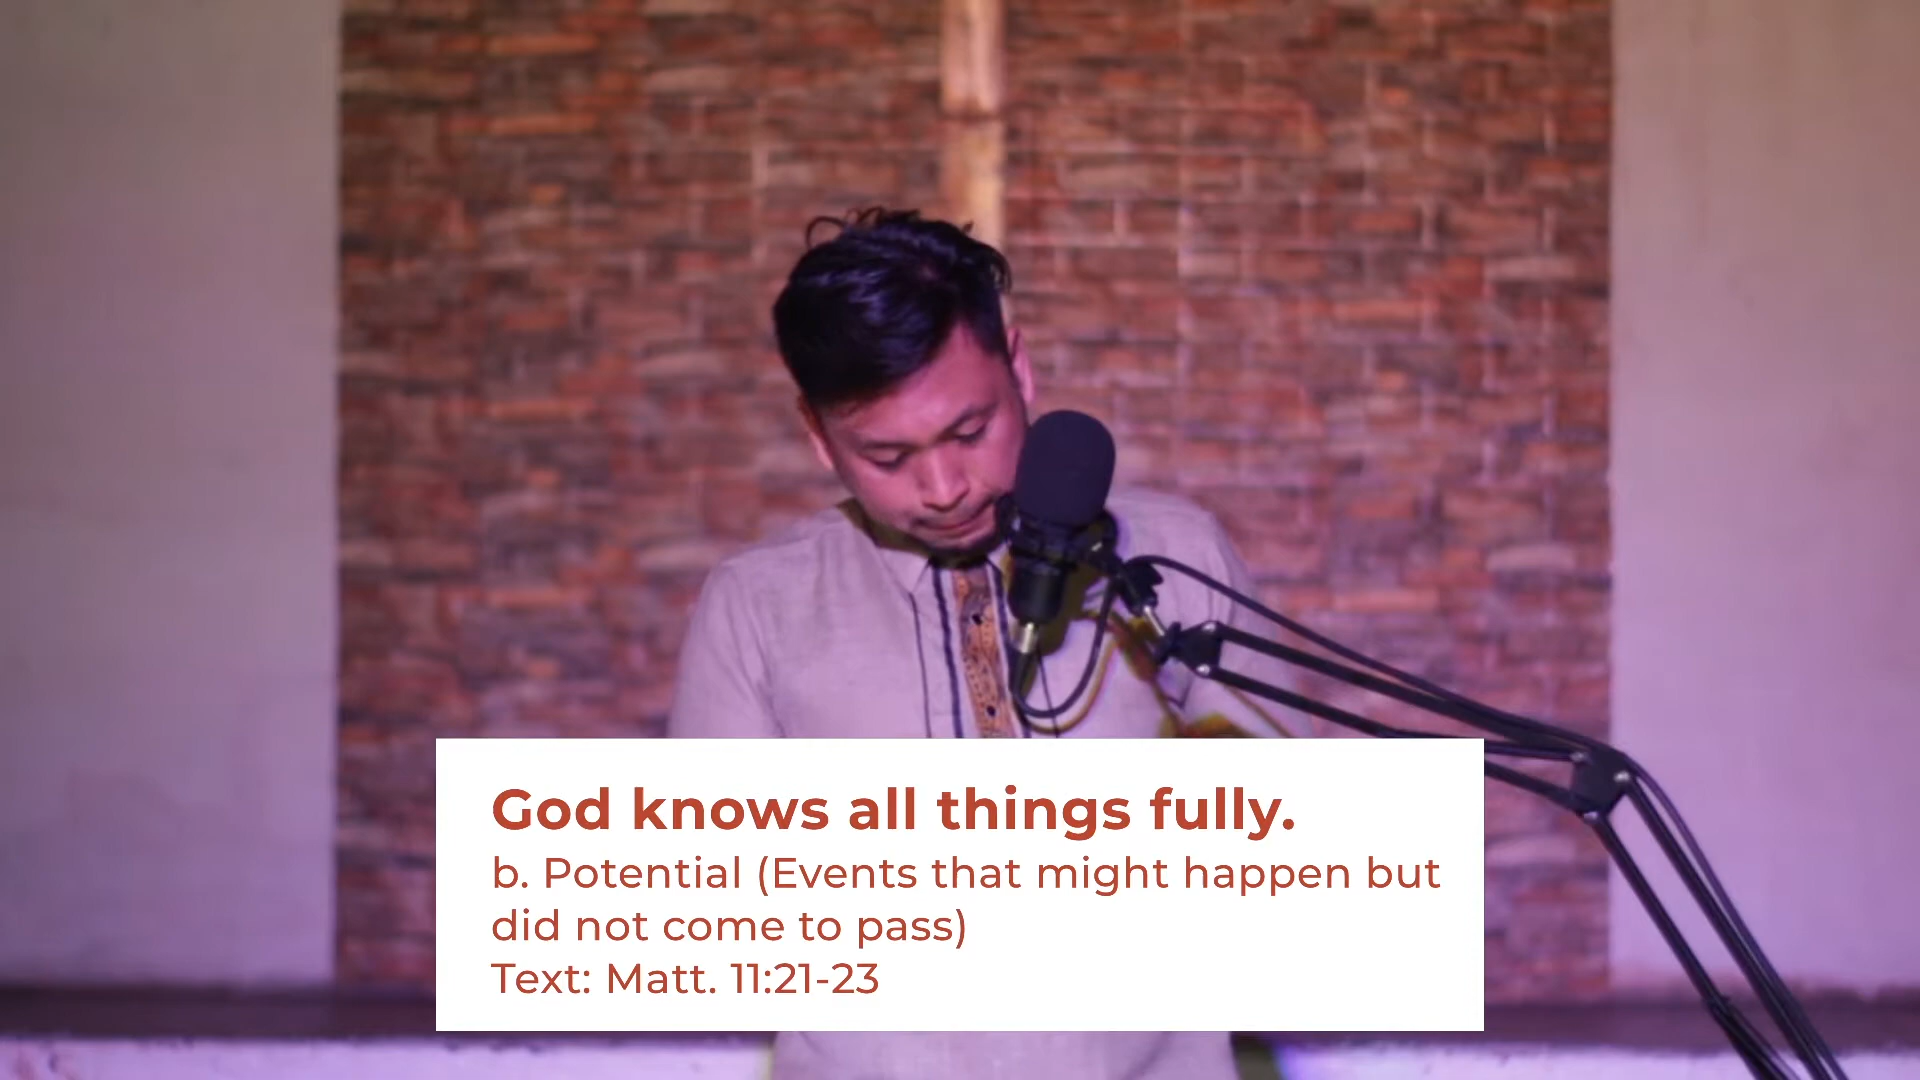 God knows all things fully.
b. Potential (Events that might happen but
did not come to pass)
Text: Matt. 11:21-23